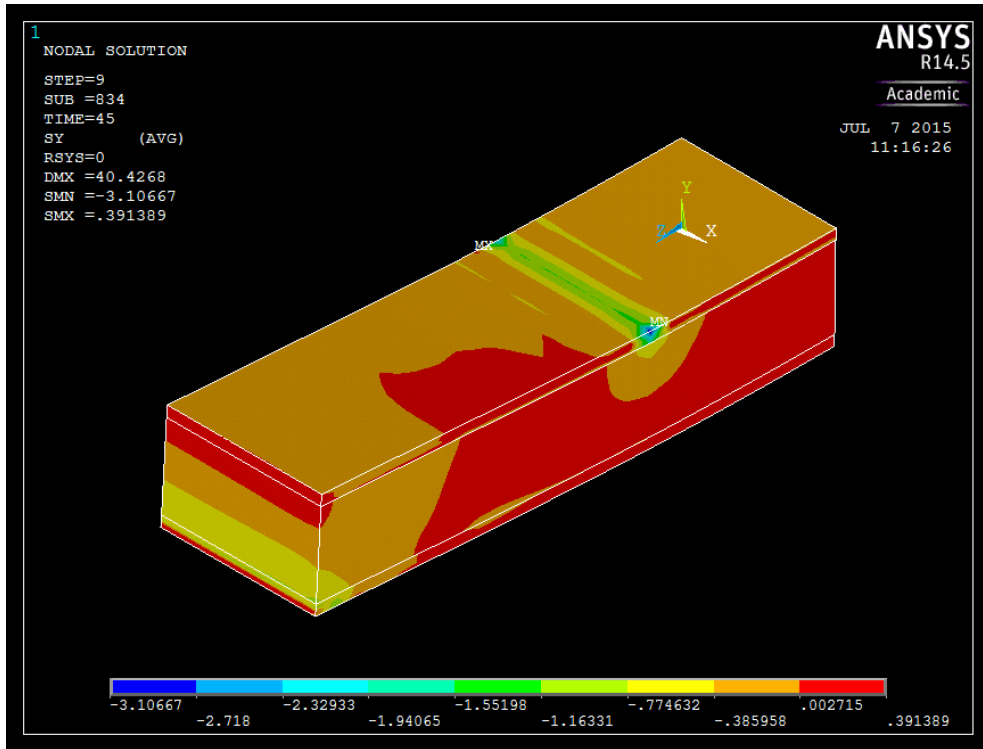 1
NODAL SOLUTION
STEP=9
SUB =834
TIME=45
SY (AVG)
RSYS=0
DMX =40.4268
SMN =-3.10667
SMX =.391389
ANSYS
R14.5
Academic
JUL 7 2015
11:16:26
Y
Z X
MX
MN
-3.10667 -2.32933 -1.55198 -.774632 .002715
-2.718 -1.94065 -1.16331 -.385958 .391389